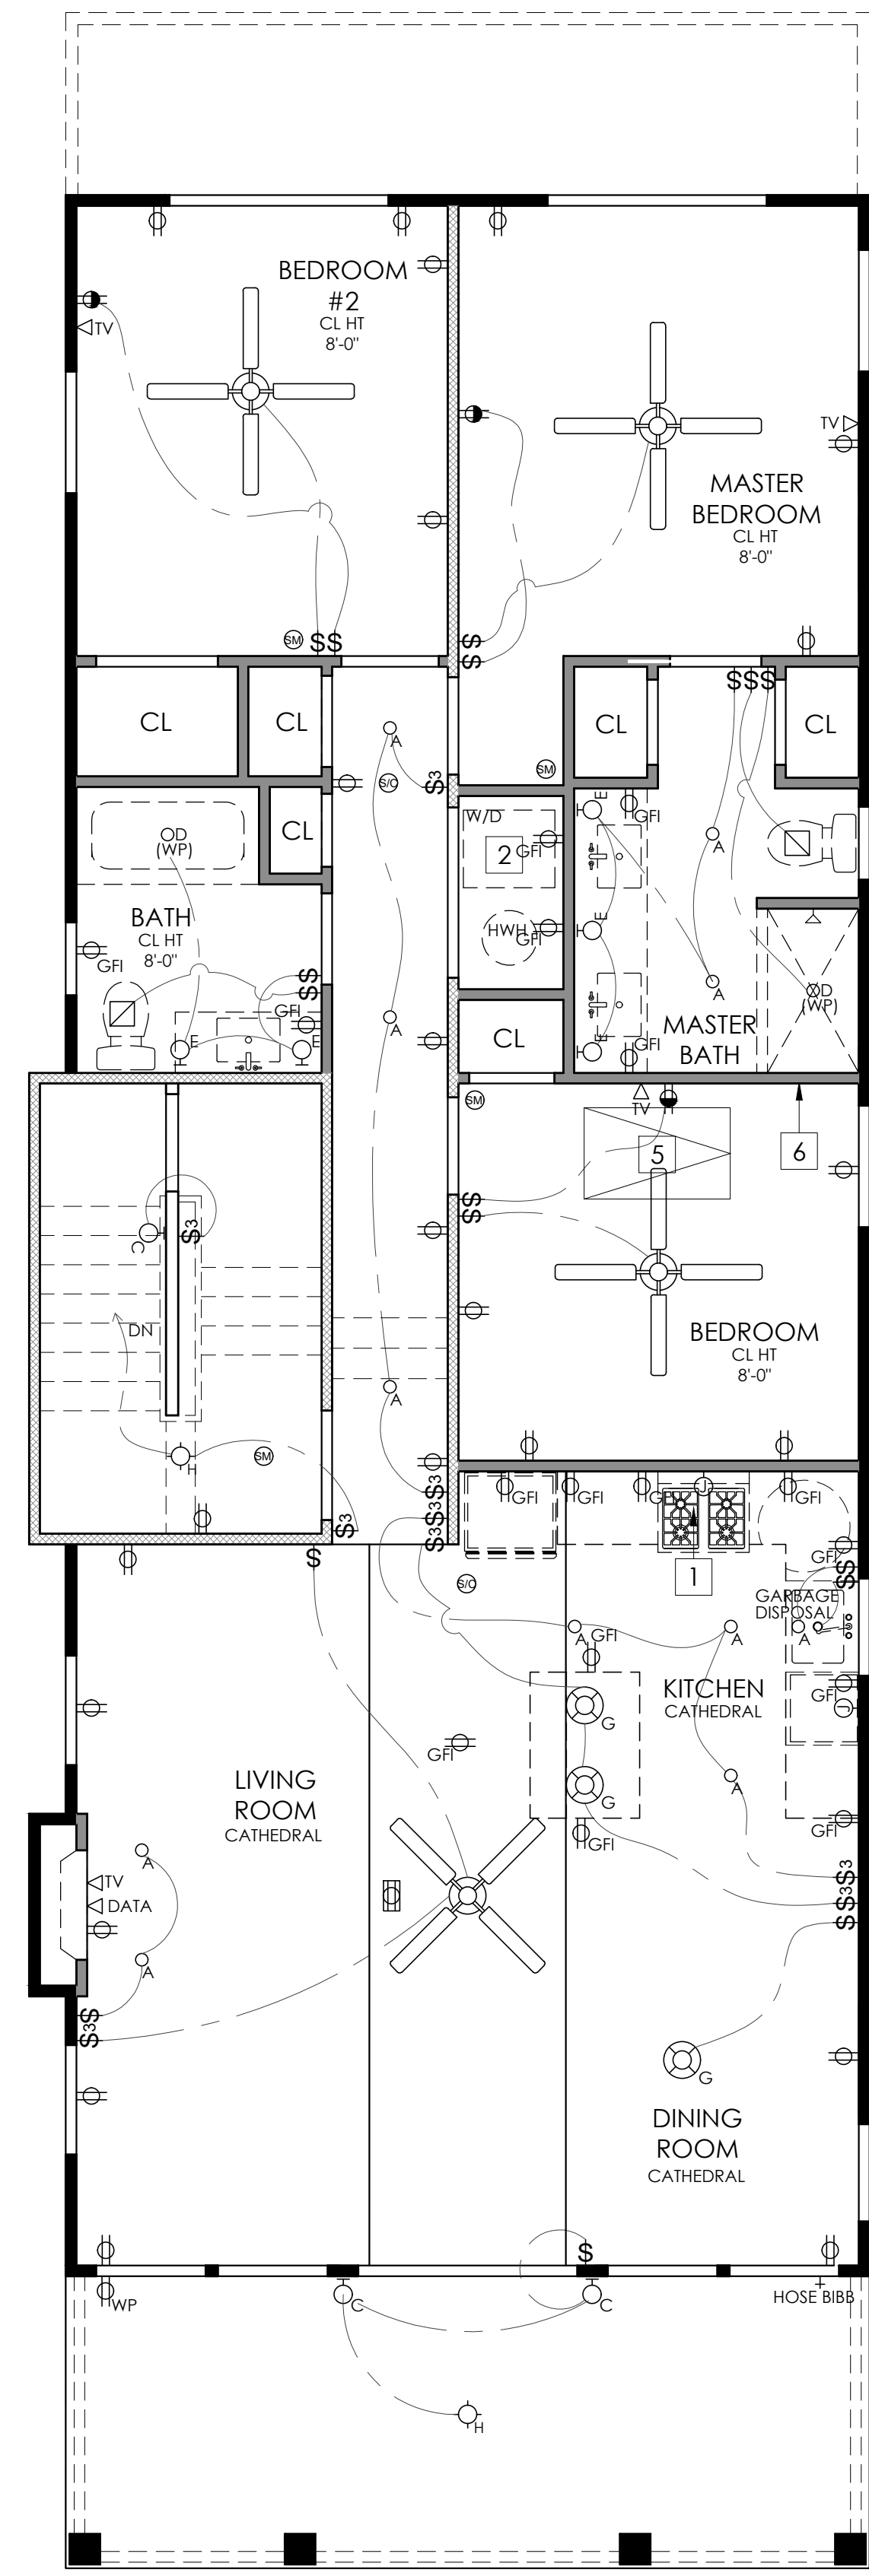 BEDROOM
#2
CL HT
8'-0"
TV
TV
MASTER
BEDROOM
CL HT
8'-0"
SM
$$
$
$
CL
CL
CL
CL
$$$
A
S/C
$3
SM
CL
W/D
2
GFI
HWH
GFI
E
GFI
A
OD
(WP)
BATH
CL HT
8'-0"
GFI
$
$
GFI
E
E
E
A
OD
(WP)
MASTER
BATH
E
GFI
A
CL
SM
TV
5
6
$
$
C
$3
DN
BEDROOM
CL HT
8'-0"
A
H
SM
$3
$3
$3
$3
$
GFI
GFI
GFI
J
GFI
1
S/C
GFI
$
$
GARBAGE
DISPOSAL
A
GFI
A
A
KITCHEN
CATHEDRAL
GFI
J
G
GFI
LIVING
ROOM
CATHEDRAL
A
G
GFI
GFI
A
TV
DATA
A
$3
$3
$
$
$3
G
DINING
ROOM
CATHEDRAL
$
WP
C
C
HOSE BIBB
H